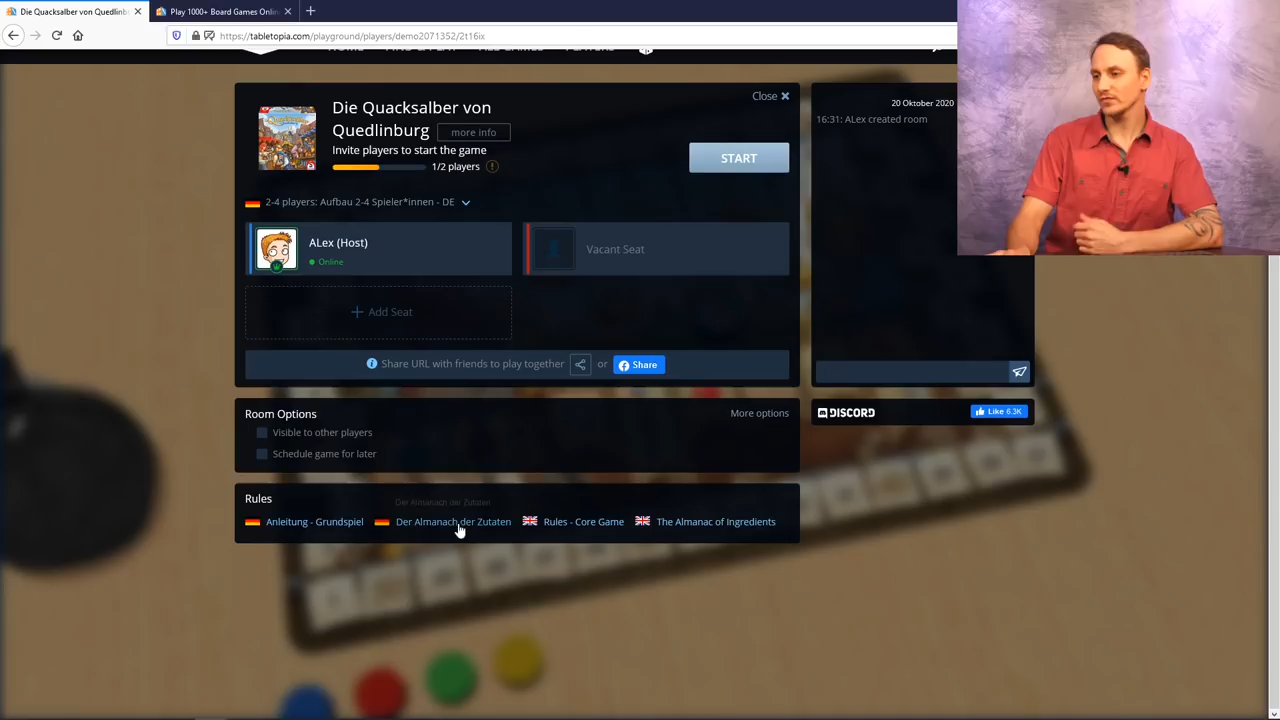 Die Quacksalber von Quedlinb
Play 1000+ Board Games Onlin
https://tabletopia.com/playground/players/demo2071352/2t16ix
Die Quacksalber von
Quedlinburg
more info
Close
Invite players to start the game
1/2 players
START
2-4 players: Aufbau 2-4 Spieler*innen - DE
ALex (Host)
Online
Vacant Seat
Add Seat
Share URL with friends to play together
or
Share
20 Oktober 2020
16:31: ALex created room
DISCORD
Like 6.3K
Room Options
More options
Visible to other players
Schedule game for later
Rules
Der Almanach der Zutaten
Anleitung - Grundspiel
Der Almanach der Zutaten
Rules - Core Game
The Almanac of Ingredients